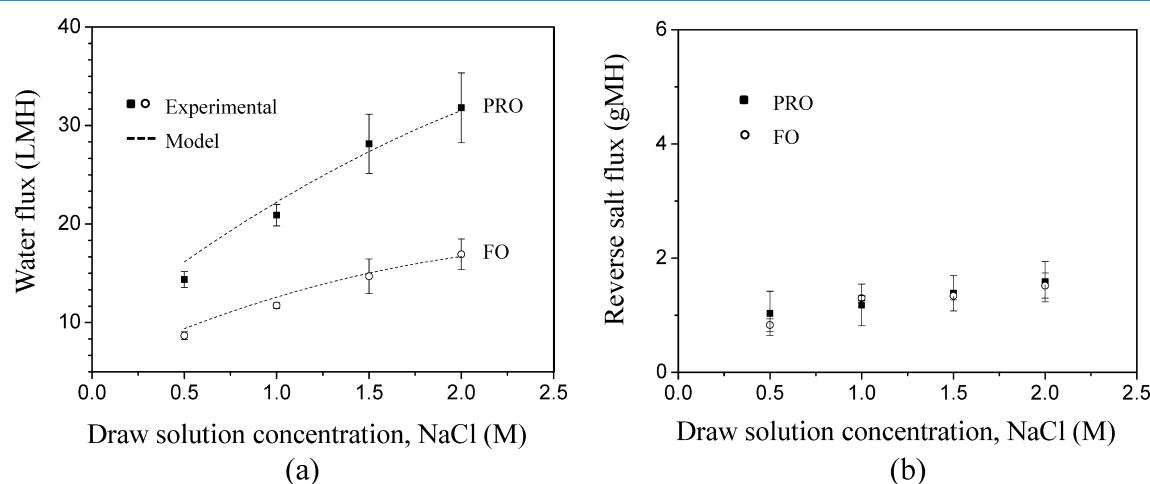 40
30
20
10
0.0 0.5 1.0 1.5 2.0 2.5
Water flux (LMH)
Experimental
Model
PRO
FO
Draw solution concentration, NaCl (M)
(a)
6
4
2
0
0.0 0.5 1.0 1.5 2.0 2.5
Reverse salt flux (gMH)
PRO
FO
Draw solution concentration, NaCl (M)
(b)